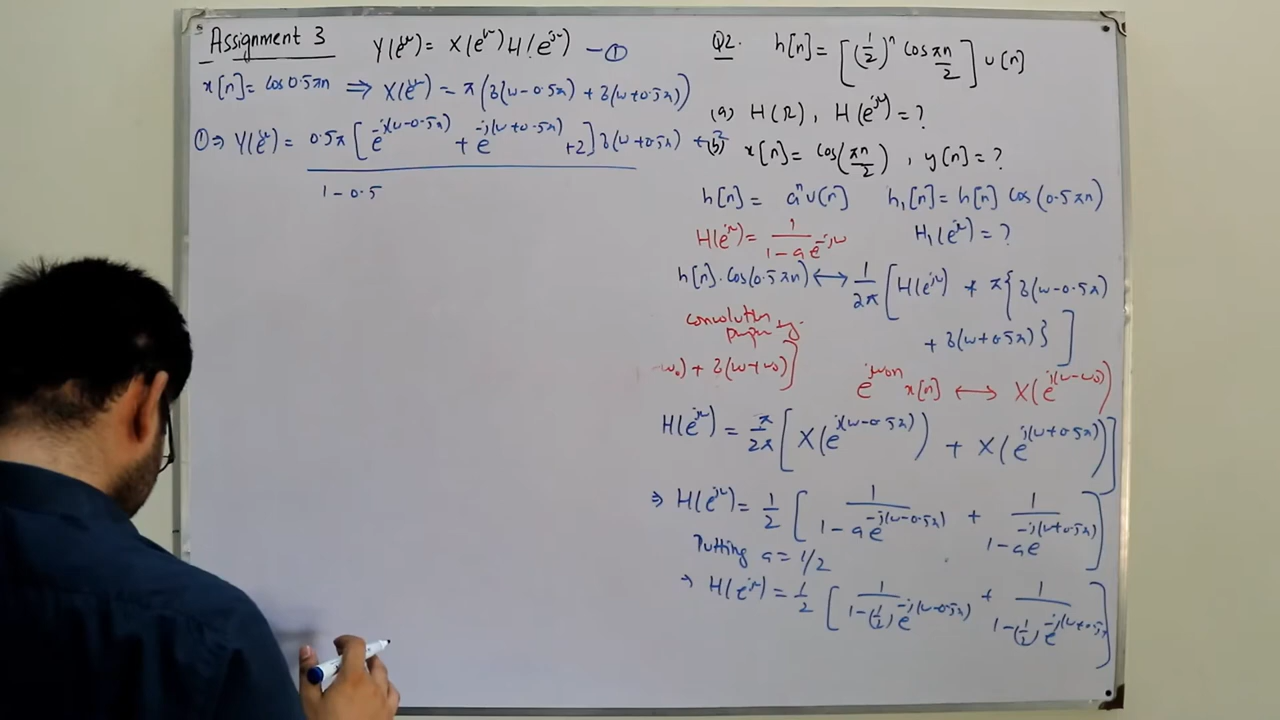 Assignment 3
Y(e^jω) = X(e^jω) H(e^jω) — ①
x[n] = cos 0.5πn ⇒ X(e^jω) = π(δ(ω-0.5π) + δ(ω+0.5π))
① ⇒ Y(e^jω) = 0.5π [e^-j(ω-0.5π) + e^-j(ω+0.5π) + 2] δ(ω+0.5π) +
1 - 0.5
Q2. h[n] = [(1/2)^n cos πn/2] u[n]
(a) H(Ω), H(e^jω) = ?
(b) x[n] = cos(πn/2), y[n] = ?
h[n] = a^n u[n] h₁[n] = h[n] cos(0.5πn)
H(e^jω) = 1/(1 - a e^-jω) H₁(e^jω) = ?
h[n]. cos(0.5πn) ⟷ 1/2π [H(e^jω) * π{δ(ω-0.5π)
+ δ(ω+0.5π)}]
convolution
-ω₀) + δ(ω+ω₀)]
e^jω₀n x[n] ⟷ X(e^j(ω-ω₀))
H(e^jω) = π/2π [X(e^j(ω-0.5π)) + X(e^j(ω+0.5π))]
⇒ H(e^jω) = 1/2 [1/(1 - a e^-j(ω-0.5π)) + 1/(1 - a e^-j(ω+0.5π))]
Putting a = 1/2
⇒ H(e^jω) = 1/2 [1/(1-(1/2) e^-j(ω-0.5π)) + 1/(1-(1/2) e^-j(ω+0.5π))]